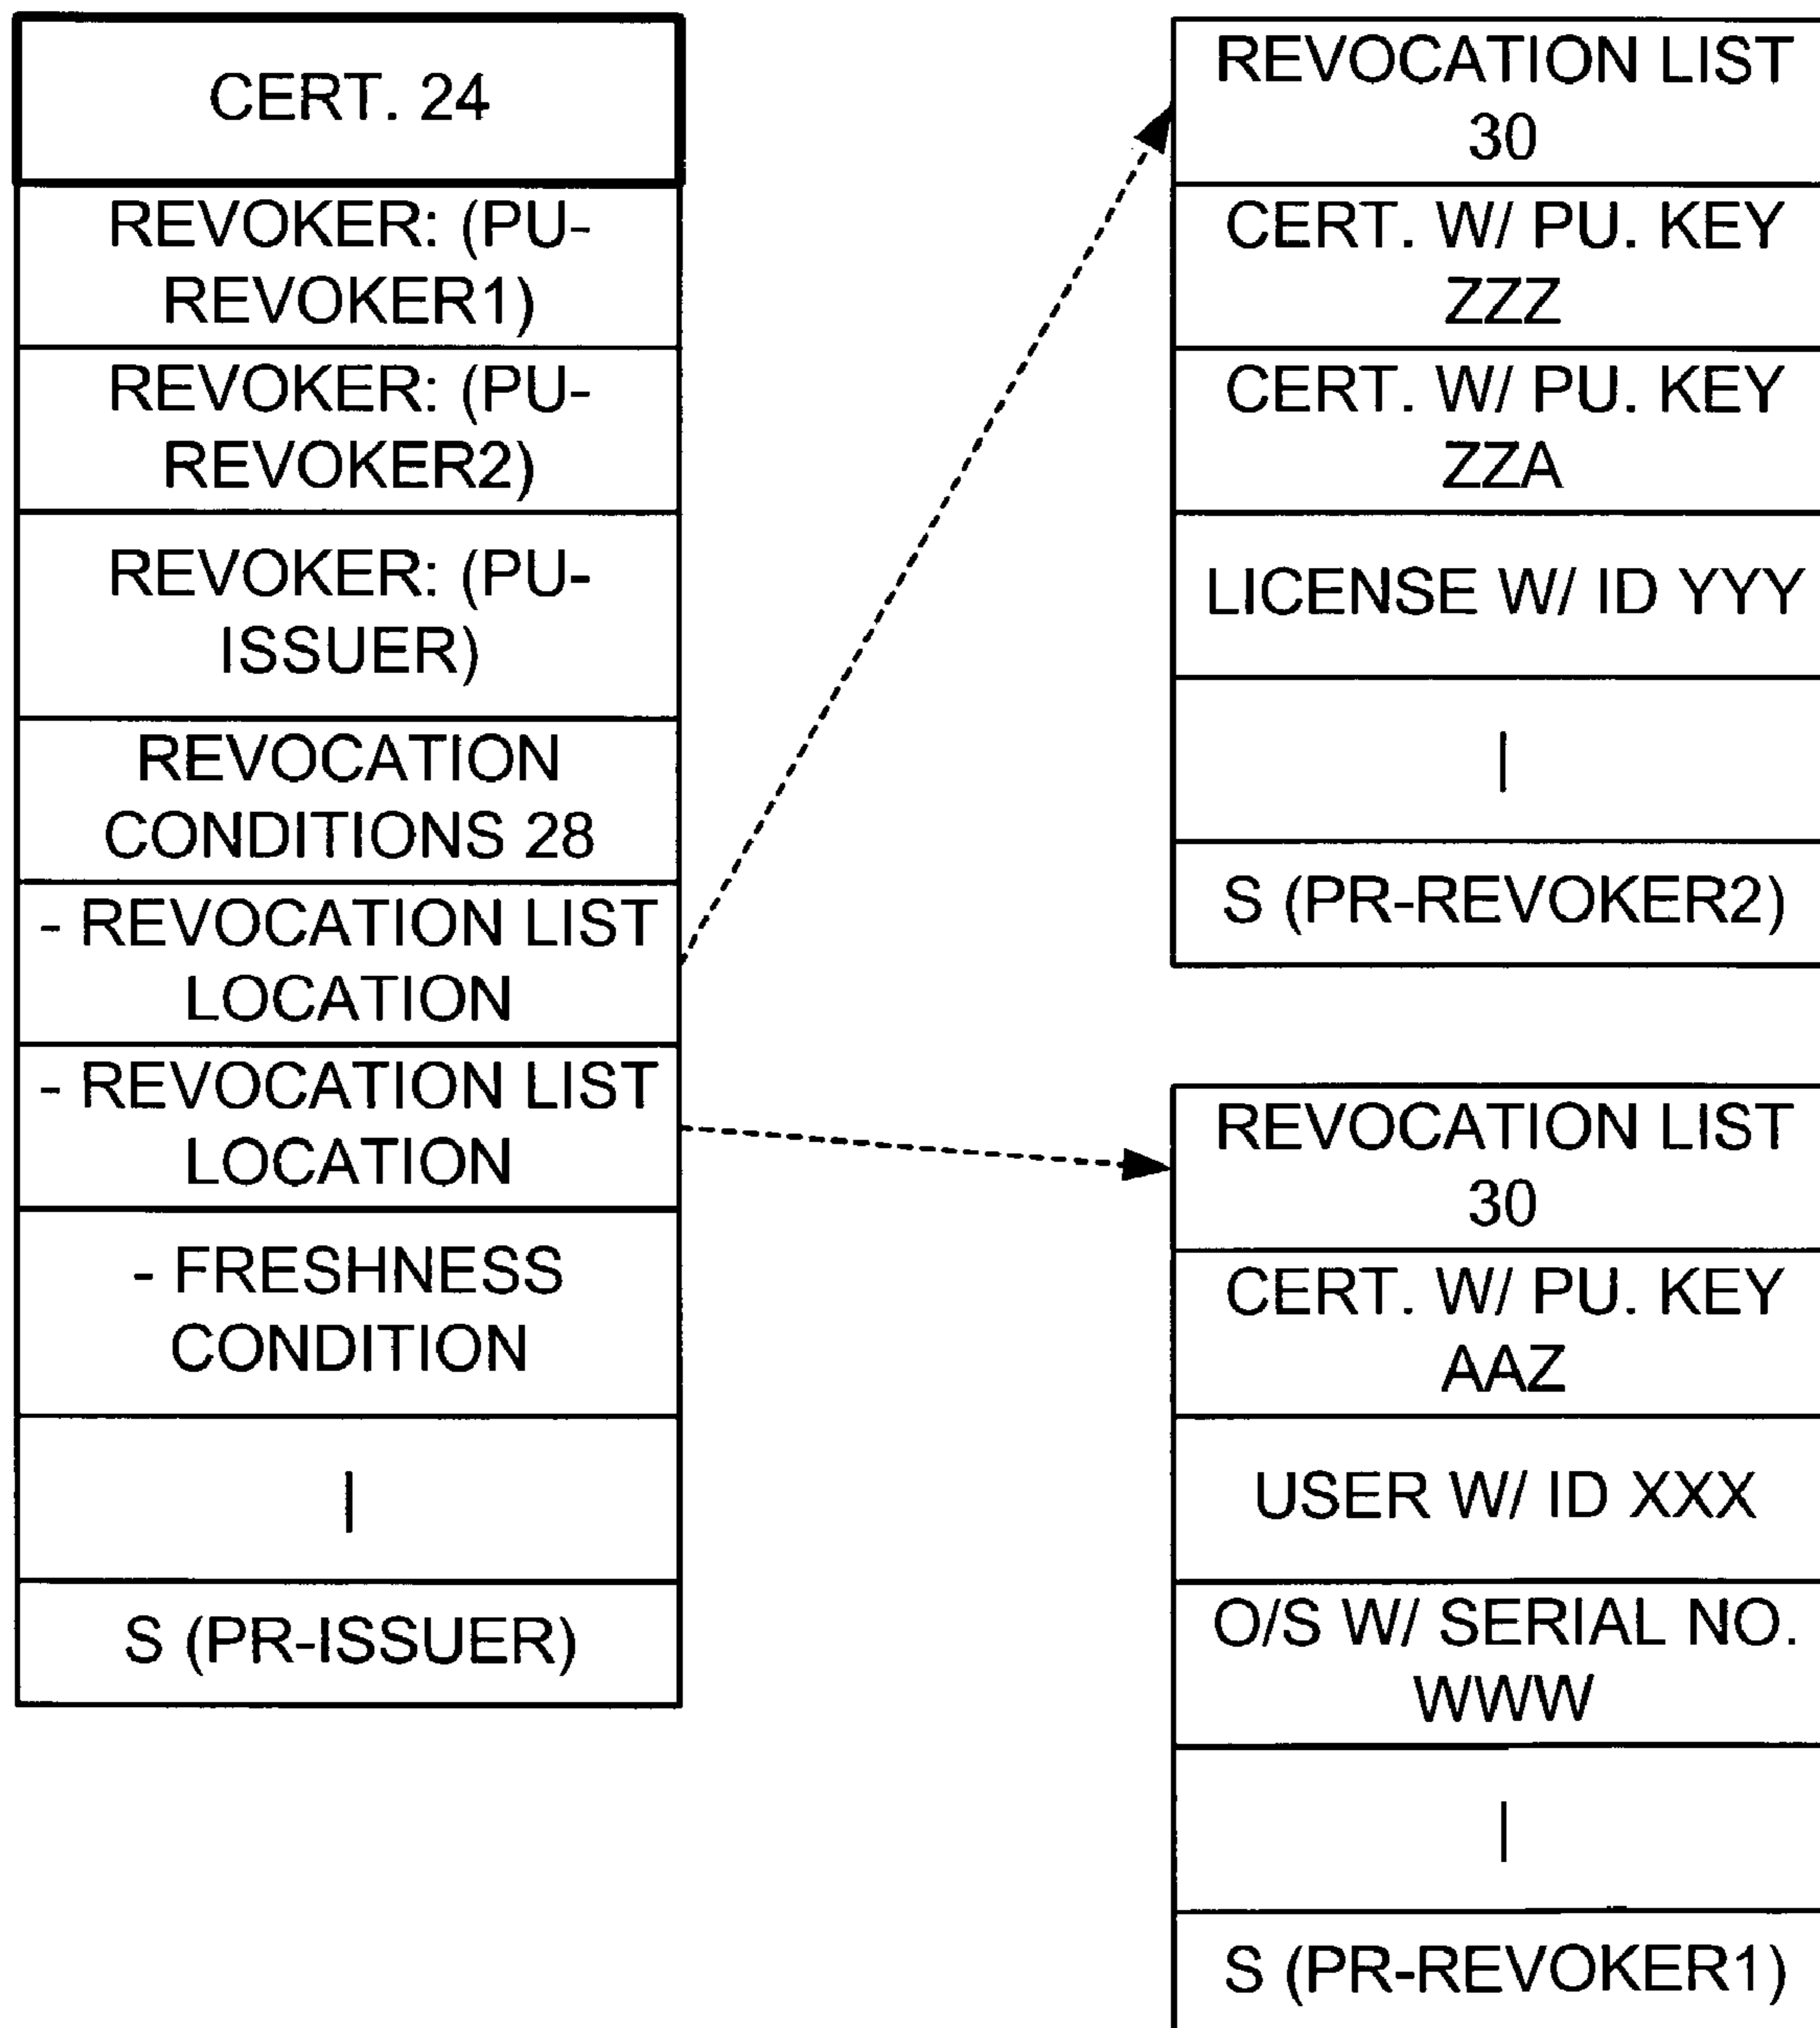 CERT. 24
REVOKER: (PU-
REVOKER1)
REVOKER: (PU-
REVOKER2)
REVOKER: (PU-
ISSUER)
REVOCATION
CONDITIONS 28
- REVOCATION LIST
LOCATION
- REVOCATION LIST
LOCATION
- FRESHNESS
CONDITION
|
S (PR-ISSUER)
REVOCATION LIST
30
CERT. W/ PU. KEY
ZZZ
CERT. W/ PU. KEY
ZZA
LICENSE W/ ID YYY
|
S (PR-REVOKER2)
REVOCATION LIST
30
CERT. W/ PU. KEY
AAZ
USER W/ ID XXX
O/S W/ SERIAL NO.
WWW
|
S (PR-REVOKER1)